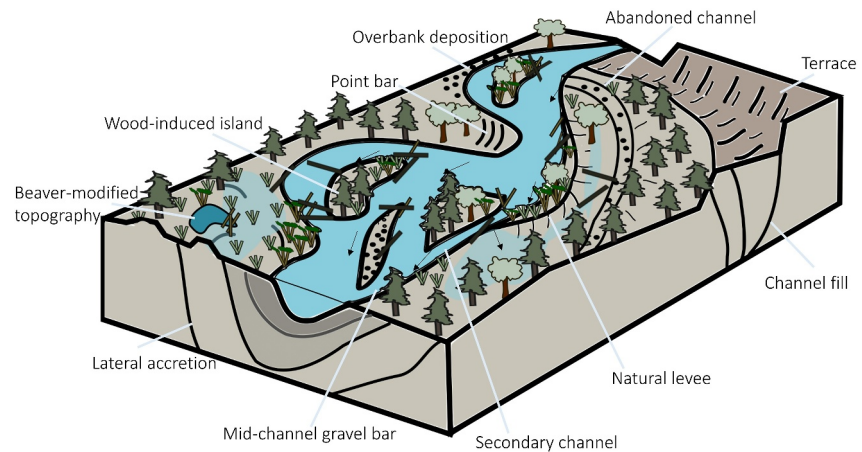 Abandoned channel
Overbank deposition
Terrace
Point bar
Wood-induced island
Beaver-modified
topography
Channel fill
Lateral accretion
Natural levee
Mid-channel gravel bar
Secondary channel